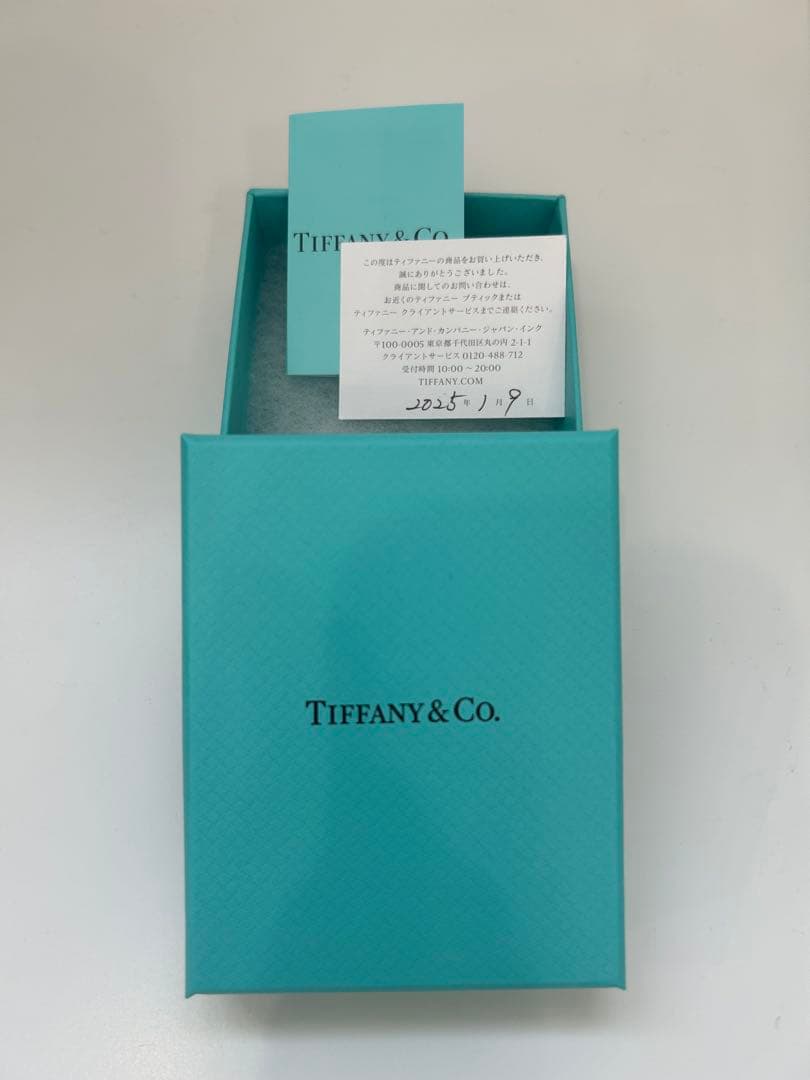 TIFFANY & CO.
この度はティファニーの商品をお買い上げいただき、
誠にありがとうございました。
商品に関してのお問い合わせは、
お近くのティファニー ブティックまたは
ティファニー クライアントサービスまでご連絡ください。
ティファニー・アンド・カンパニー・ジャパン・インク
〒100-0005 東京都千代田区丸の内 2-1-1
クライアントサービス 0120-488-712
受付時間 10:00～20:00
TIFFANY.COM
2025年 1月 9日
TIFFANY & CO.